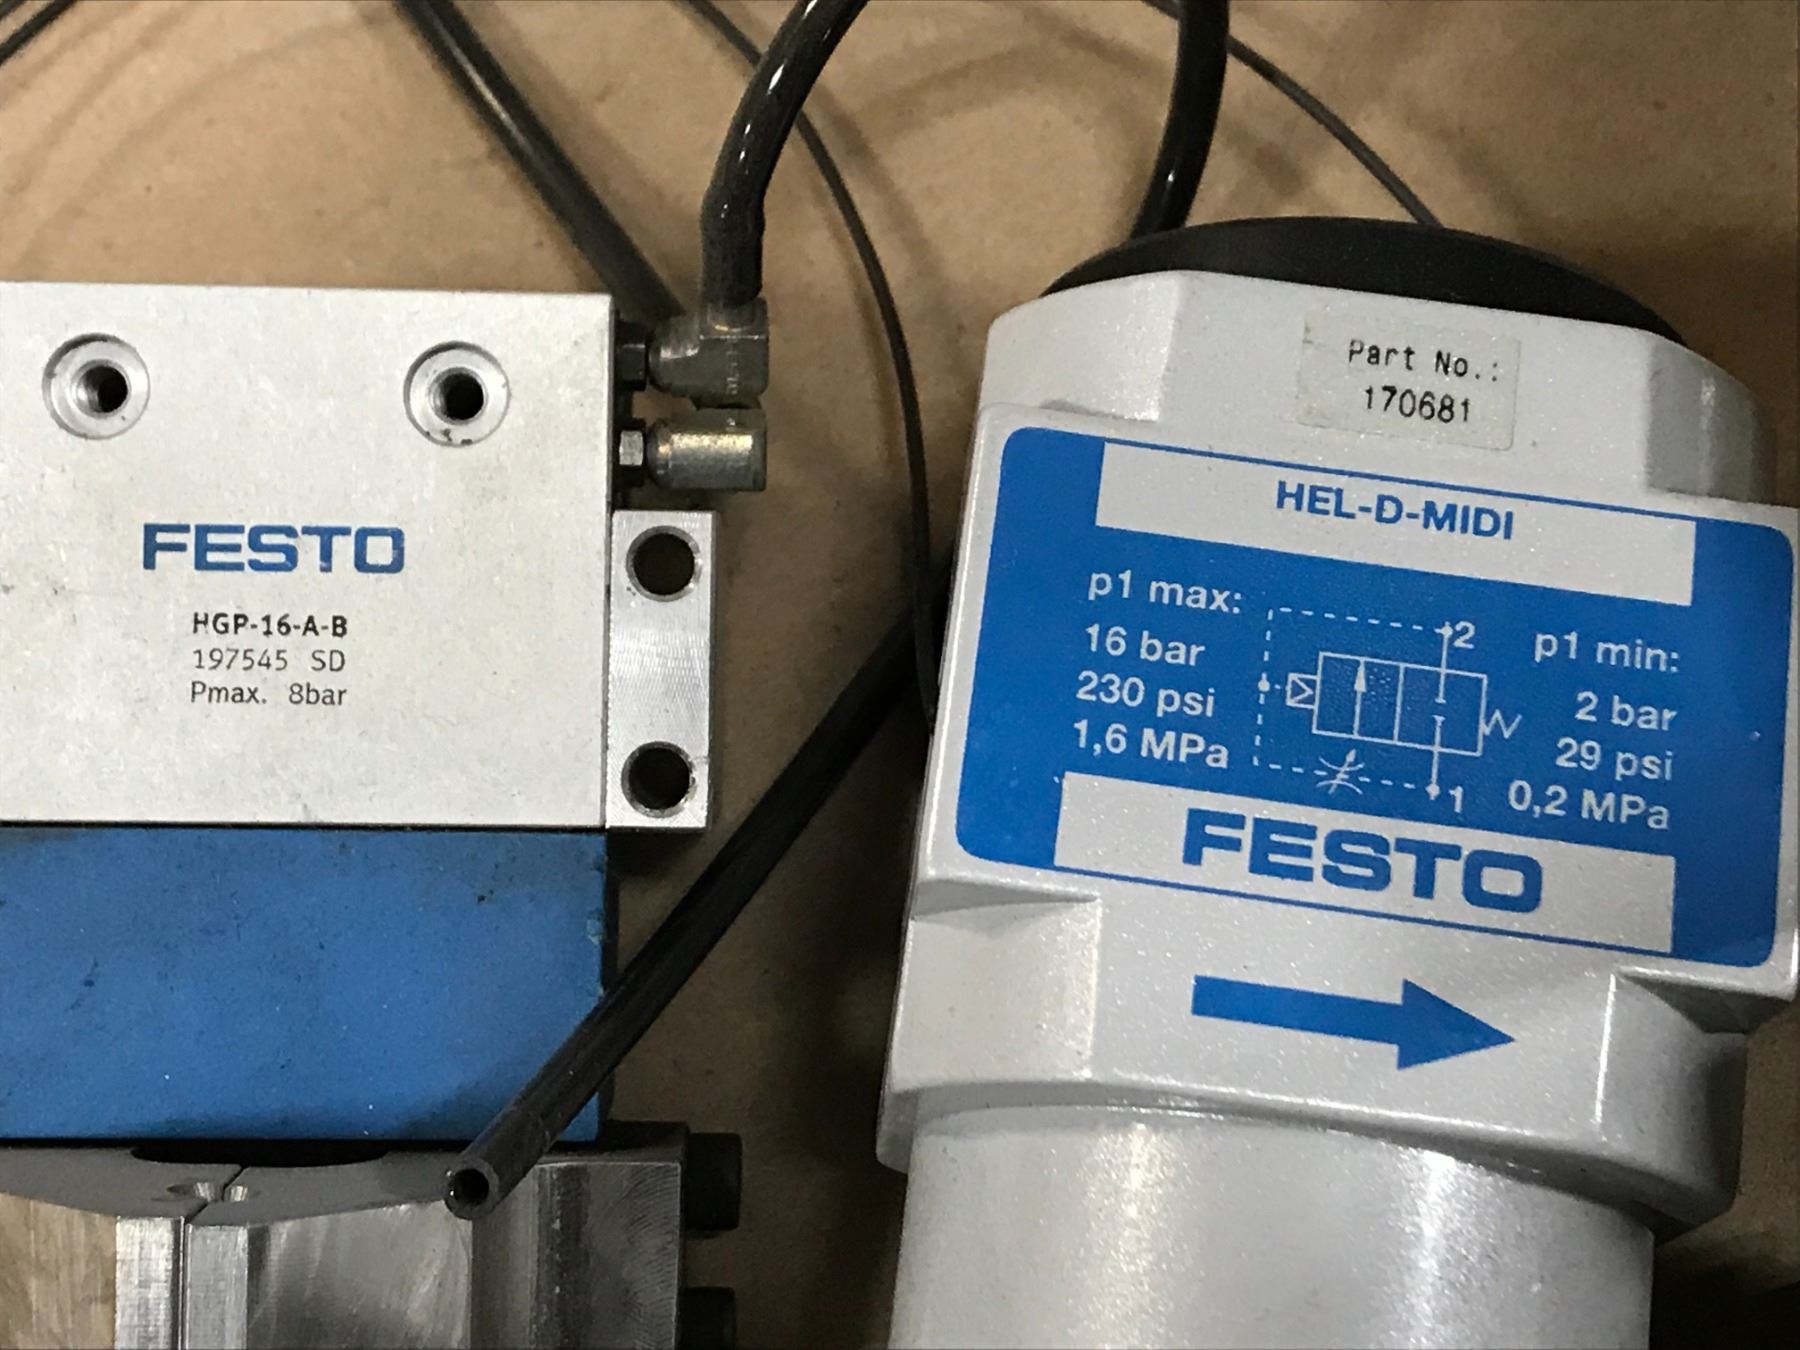 FESTO
HGP-16-A-B
197545 SD
Pmax. 8bar
Part No.:
170681
HEL-D-MIDI
p1 max:
16 bar
230 psi
1,6 MPa
2
1
p1 min:
2 bar
29 psi
0,2 MPa
FESTO